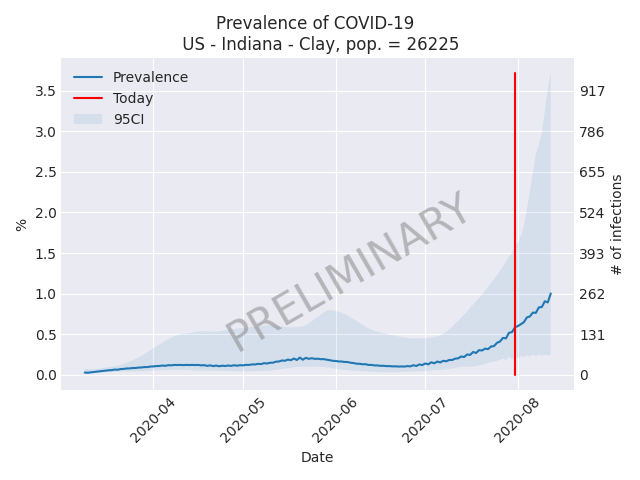 Prevalence of COVID-19
US - Indiana - Clay, pop. = 26225
Prevalence
Today
95CI
3.5
3.0
2.5
2.0
1.5
1.0
0.5
0.0
%
917
786
655
524
393
262
131
0
# of infections
PRELIMINARY
2020-04
2020-05
2020-06
2020-07
2020-08
Date